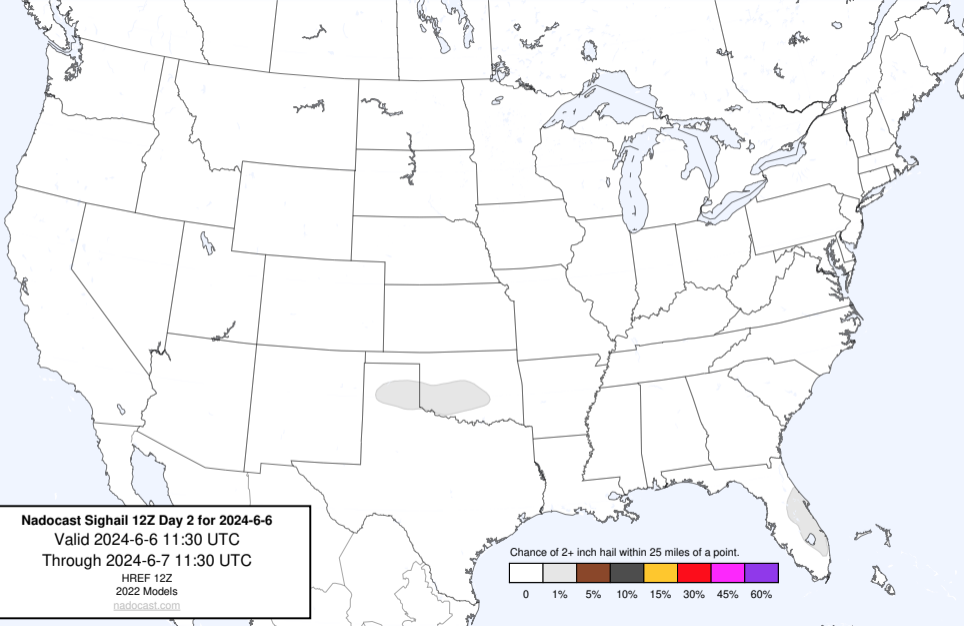 Nadocast Sighail 12Z Day 2 for 2024-6-6
Valid 2024-6-6 11:30 UTC
Through 2024-6-7 11:30 UTC
HREF 12Z
2022 Models
nadocast.com
Chance of 2+ inch hail within 25 miles of a point.
0 1% 5% 10% 15% 30% 45% 60%